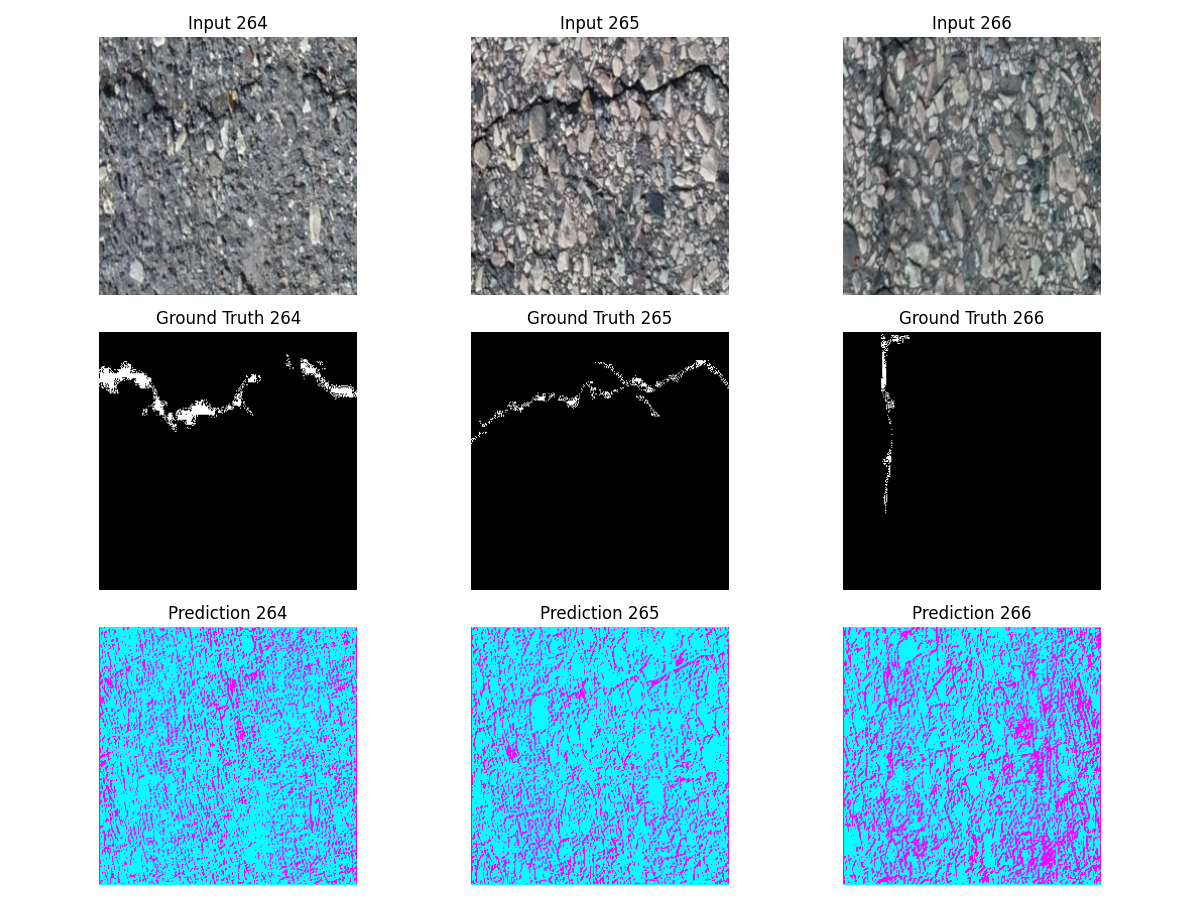 Input 264
Input 265
Input 266
Ground Truth 264
Ground Truth 265
Ground Truth 266
Prediction 264
Prediction 265
Prediction 266